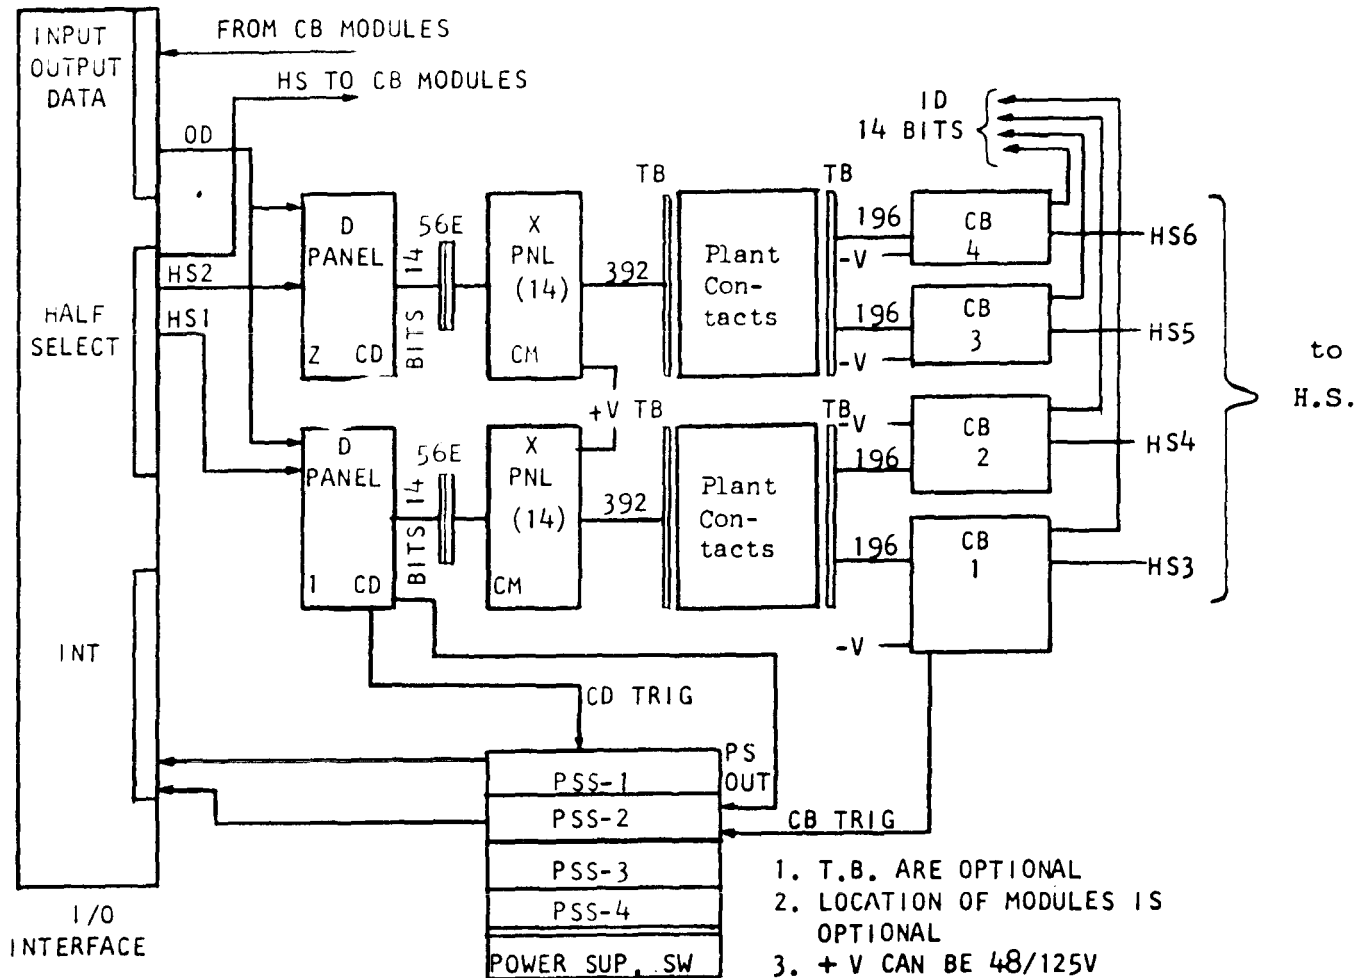 INPUT
OUTPUT
DATA
FROM CB MODULES
HS TO CB MODULES
OD
HALF
SELECT
HS2
HS1
INT
I/O
INTERFACE
D
PANEL
2 CD
14
BITS
56E
X
PNL
(14)
CM
392
TB
Plant
Con-
tacts
TB
196
-V
CB
4
HS6
196
-V
CB
3
HS5
ID
14 BITS
+V
D
PANEL
1 CD
14
BITS
56E
X
PNL
(14)
CM
392
TB
Plant
Con-
tacts
TB
-V
196
CB
2
HS4
196
-V
CB
1
HS3
to
H.S.
CD TRIG
PS
OUT
CB TRIG
PSS-1
PSS-2
PSS-3
PSS-4
POWER SUP, SW
1. T.B. ARE OPTIONAL
2. LOCATION OF MODULES IS
OPTIONAL
3. + V CAN BE 48/125V